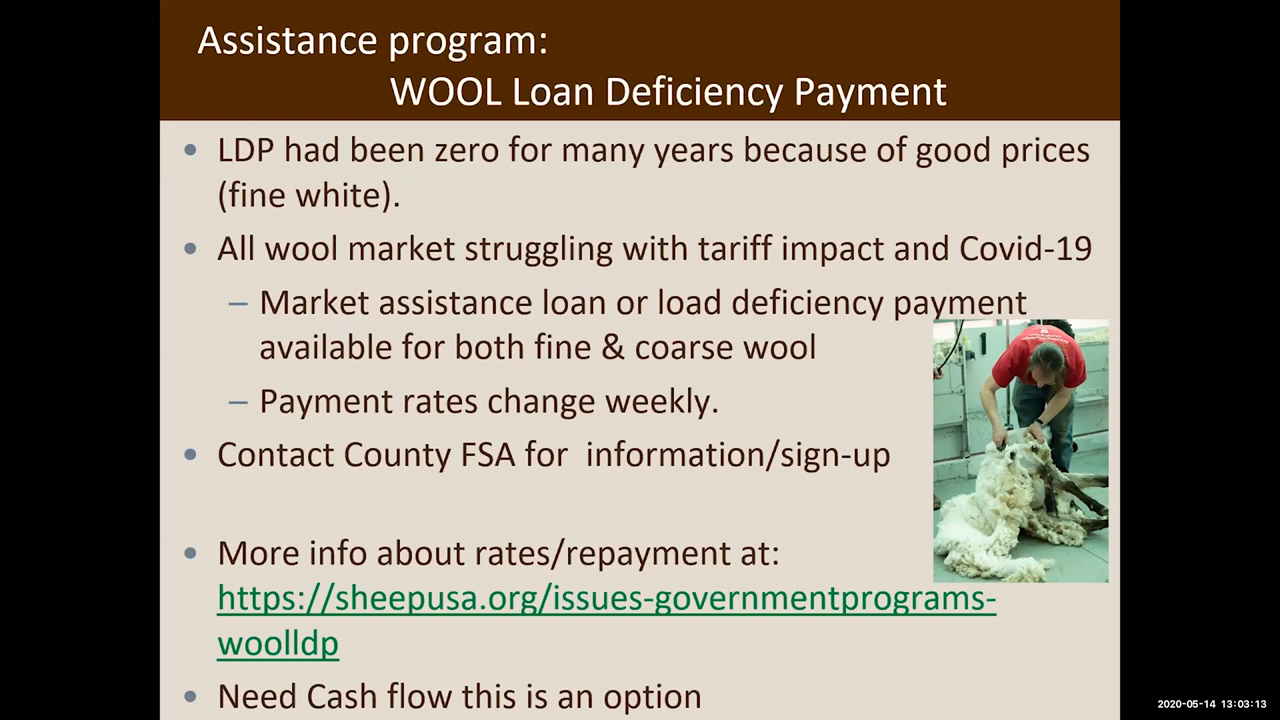 Assistance program:
WOOL Loan Deficiency Payment
• LDP had been zero for many years because of good prices
(fine white).
• All wool market struggling with tariff impact and Covid-19
– Market assistance loan or load deficiency payment
available for both fine & coarse wool
– Payment rates change weekly.
• Contact County FSA for  information/sign-up
• More info about rates/repayment at:
https://sheepusa.org/issues-governmentprograms-
woolldp
• Need Cash flow this is an option
2020-05-14 13:03:13